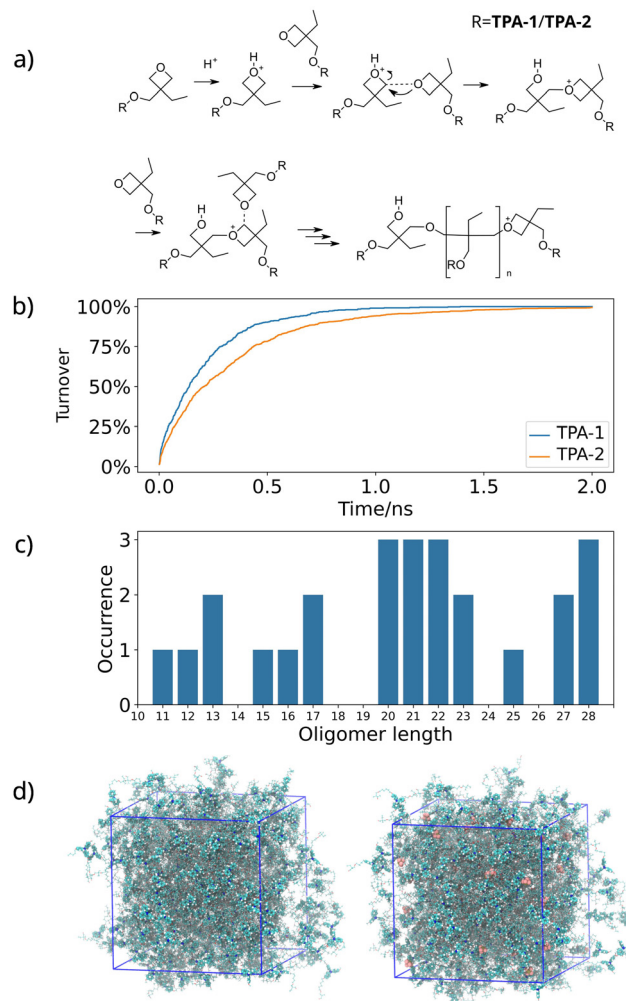 a)
R=TPA-1/TPA-2
H
O
O
R
O
H⁺
O
R
O
O
R
H
O⁺
O
R
O
O
R
H
O
O⁺
O
R
O
R
O
O
R
O
O
R
H
O
O⁺
O
R
O
R
H
O
O
O⁺
O
R
RO
n
O
R
b)
100%
75%
50%
25%
0%
Turnover
TPA-1
TPA-2
0.0 0.5 1.0 1.5 2.0
Time/ns
c)
3
2
1
0
Occurrence
10 11 12 13 14 15 16 17 18 19 20 21 22 23 24 25 26 27 28
Oligomer length
d)